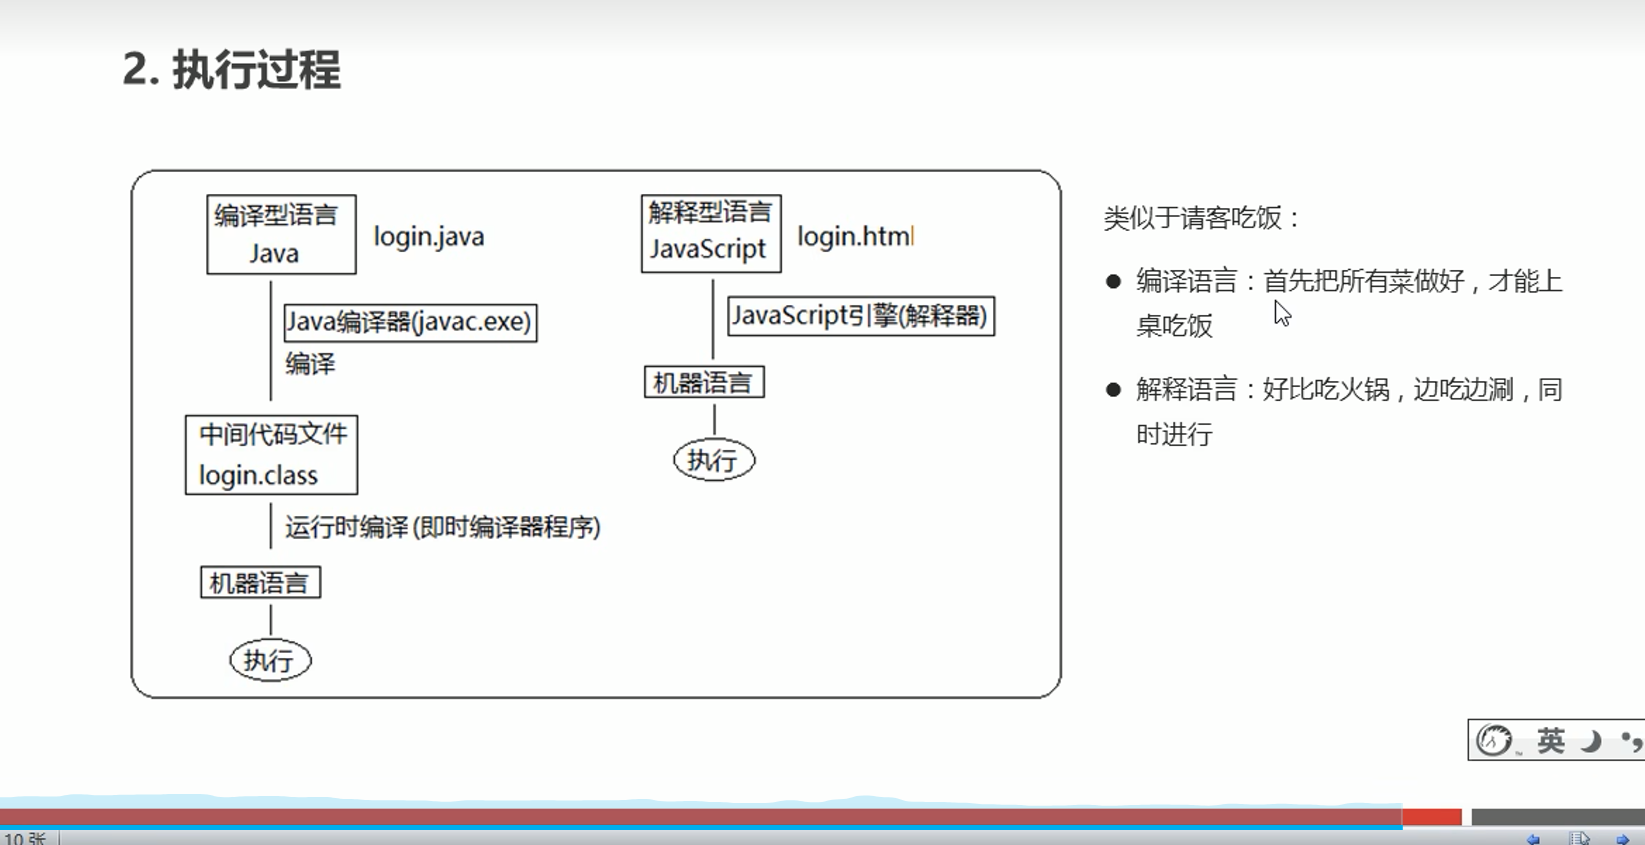 2. 执行过程
编译型语言
Java
login.java
Java编译器(javac.exe)
编译
中间代码文件
login.class
运行时编译(即时编译器程序)
机器语言
执行
解释型语言
JavaScript
login.html
JavaScript引擎(解释器)
机器语言
执行
类似于请客吃饭：
● 编译语言：首先把所有菜做好，才能上
桌吃饭
● 解释语言：好比吃火锅，边吃边涮，同
时进行
英
10 张